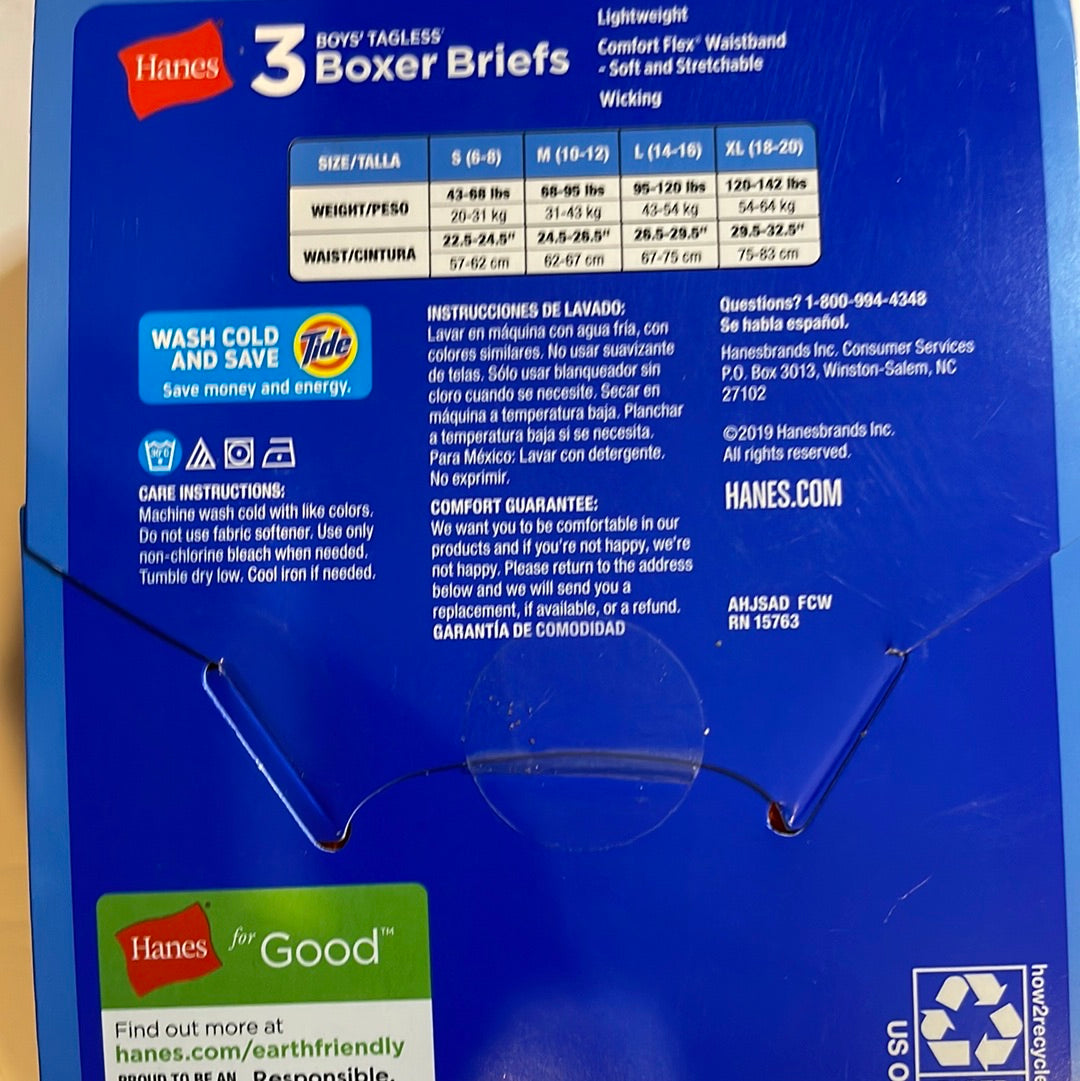 Hanes
3
BOYS' TAGLESS
Boxer Briefs
Lightweight
Comfort Flex® Waistband
- Soft and Stretchable
Wicking
SIZE/TALLA S (6-8) M (10-12) L (14-16) XL (18-20)
WEIGHT/PESO
43-68 lbs 68-95 lbs 95-120 lbs 120-142 lbs
20-31 kg 31-43 kg 43-54 kg 54-64 kg
WAIST/CINTURA
22.5-24.5" 24.5-26.5" 26.5-29.5" 29.5-32.5"
57-62 cm 62-67 cm 67-75 cm 75-83 cm
WASH COLD
AND SAVE
Tide
Save money and energy.
CARE INSTRUCTIONS:
Machine wash cold with like colors.
Do not use fabric softener. Use only
non-chlorine bleach when needed.
Tumble dry low. Cool iron if needed.
INSTRUCCIONES DE LAVADO:
Lavar en máquina con agua fría, con
colores similares. No usar suavizante
de telas. Sólo usar blanqueador sin
cloro cuando se necesite. Secar en
máquina a temperatura baja. Planchar
a temperatura baja si se necesita.
Para México: Lavar con detergente.
No exprimir.
COMFORT GUARANTEE:
We want you to be comfortable in our
products and if you're not happy, we're
not happy. Please return to the address
below and we will send you a
replacement, if available, or a refund.
GARANTÍA DE COMODIDAD
Questions? 1-800-994-4348
Se habla español.
Hanesbrands Inc. Consumer Services
P.O. Box 3013, Winston-Salem, NC
27102
©2019 Hanesbrands Inc.
All rights reserved.
HANES.COM
AHJSAD FCW
RN 15763
Hanes for Good™
Find out more at
hanes.com/earthfriendly
PROUD TO BE AN Responsible.
how2recycle
US O